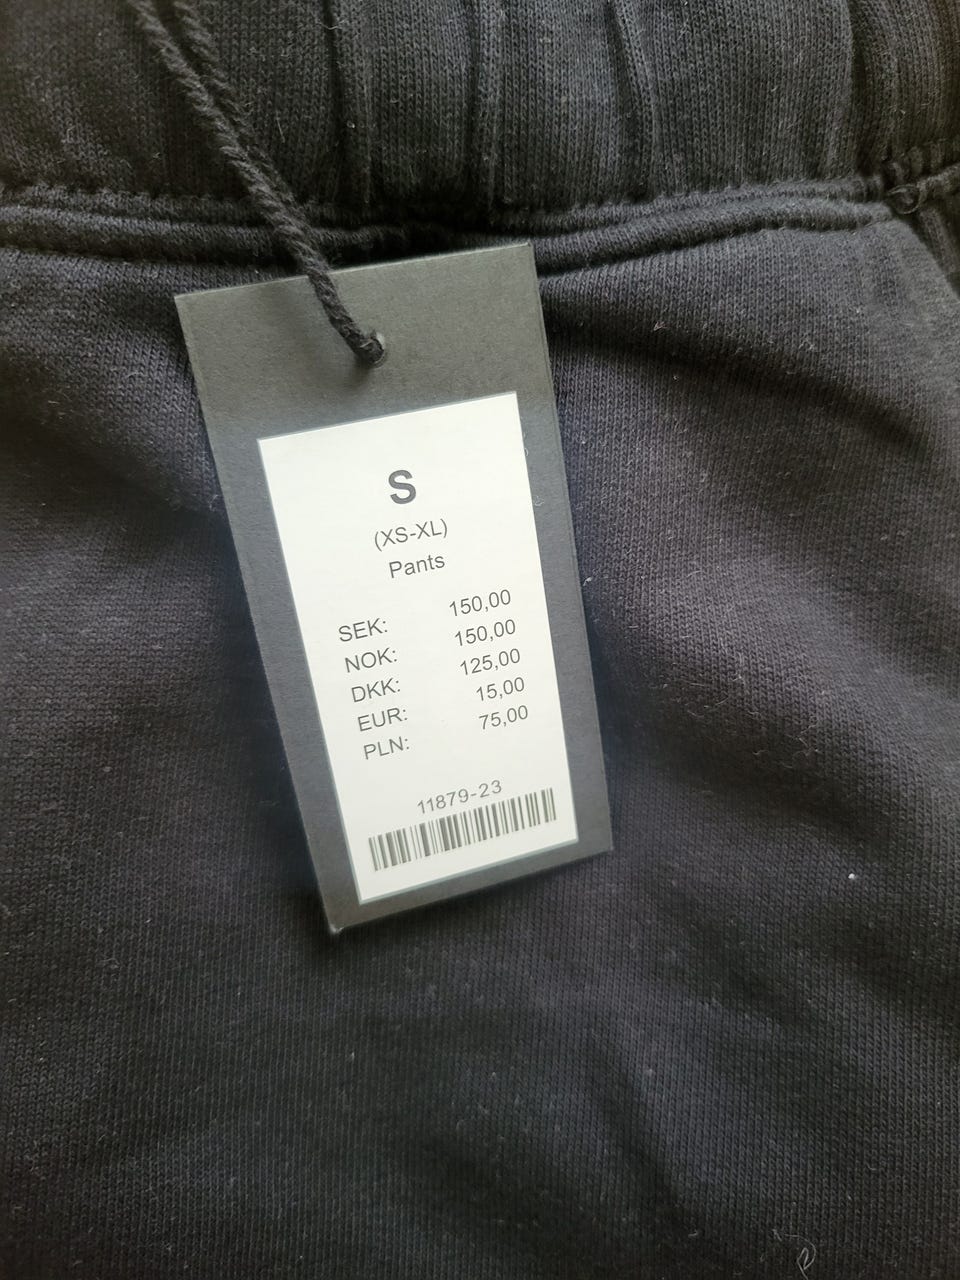 S
(XS-XL)
Pants
SEK: 150,00
NOK: 150,00
DKK: 125,00
EUR: 15,00
PLN: 75,00
11879-23